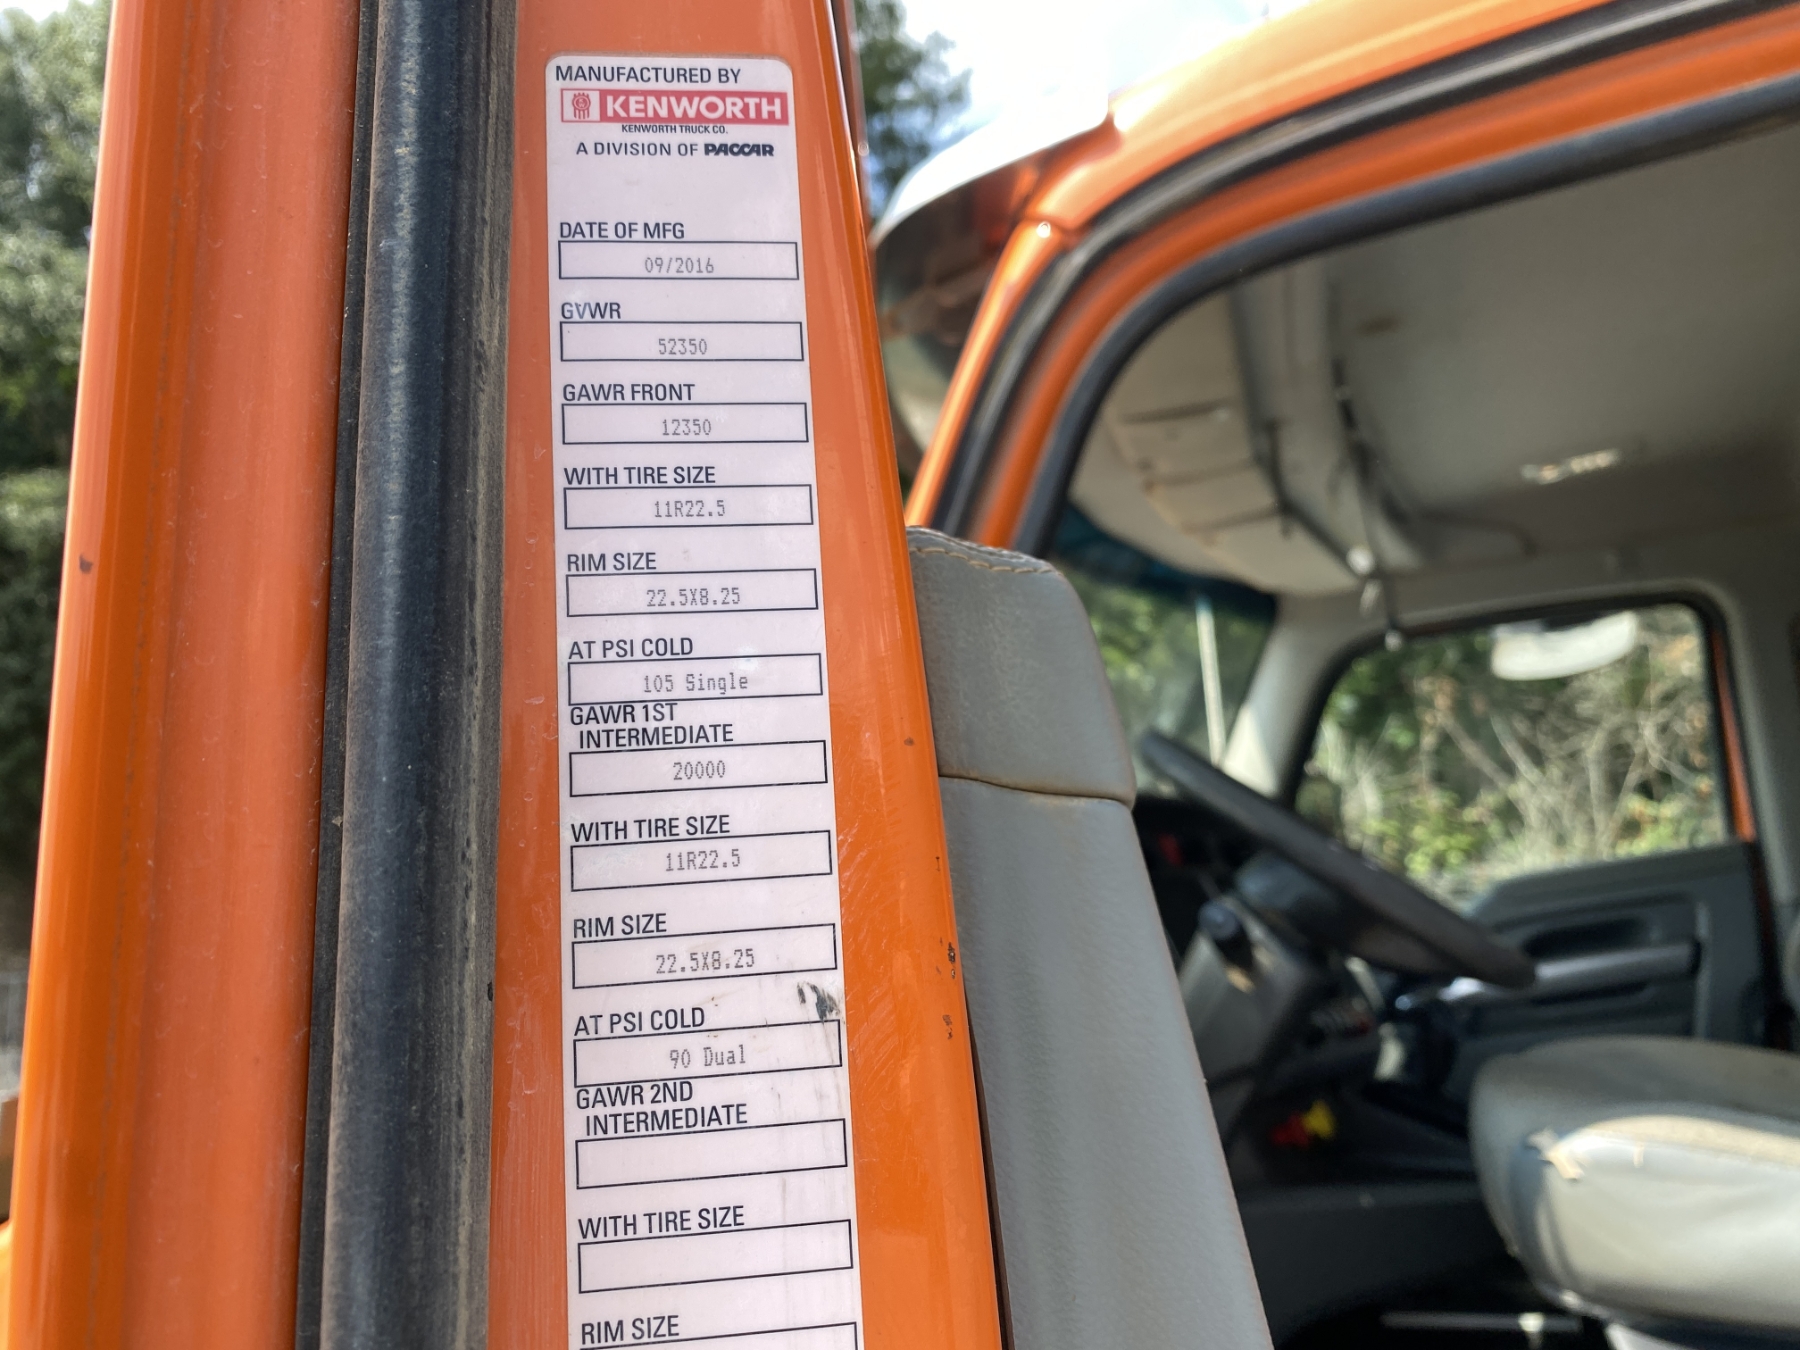 MANUFACTURED BY
KENWORTH
KENWORTH TRUCK CO.
A DIVISION OF PACCAR
DATE OF MFG
09/2016
GVWR
52350
GAWR FRONT
12350
WITH TIRE SIZE
11R22.5
RIM SIZE
22.5X8.25
AT PSI COLD
105 Single
GAWR 1ST
INTERMEDIATE
20000
WITH TIRE SIZE
11R22.5
RIM SIZE
22.5X8.25
AT PSI COLD
90 Dual
GAWR 2ND
INTERMEDIATE
WITH TIRE SIZE
RIM SIZE